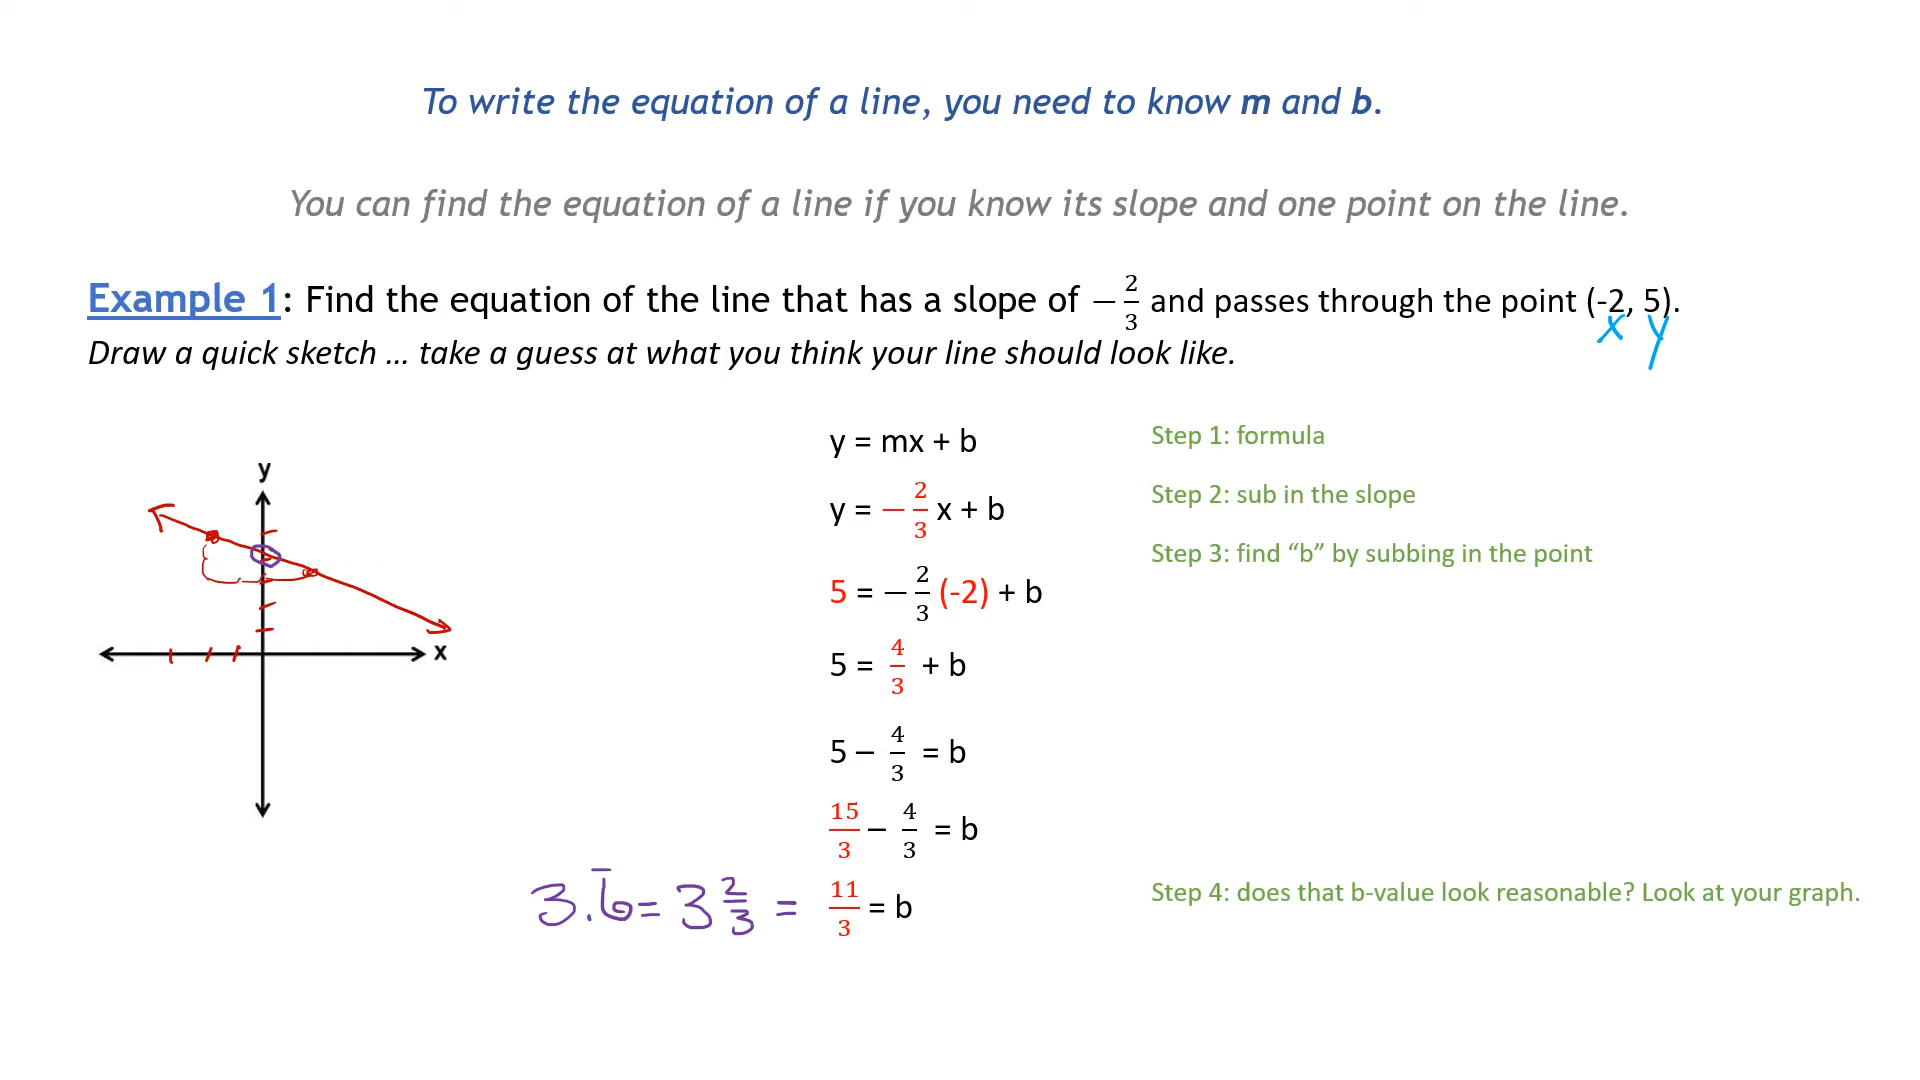 To write the equation of a line, you need to know m and b.
You can find the equation of a line if you know its slope and one point on the line.
Example 1: Find the equation of the line that has a slope of −2/3 and passes through the point (-2, 5).
x y
Draw a quick sketch ... take a guess at what you think your line should look like.
y = mx + b
Step 1: formula
y = −2/3 x + b
Step 2: sub in the slope
Step 3: find “b” by subbing in the point
5 = −2/3 (-2) + b
5 = 4/3 + b
5 − 4/3 = b
15/3 − 4/3 = b
3.6̅ = 3 2/3 = 11/3 = b
Step 4: does that b-value look reasonable? Look at your graph.
y
x